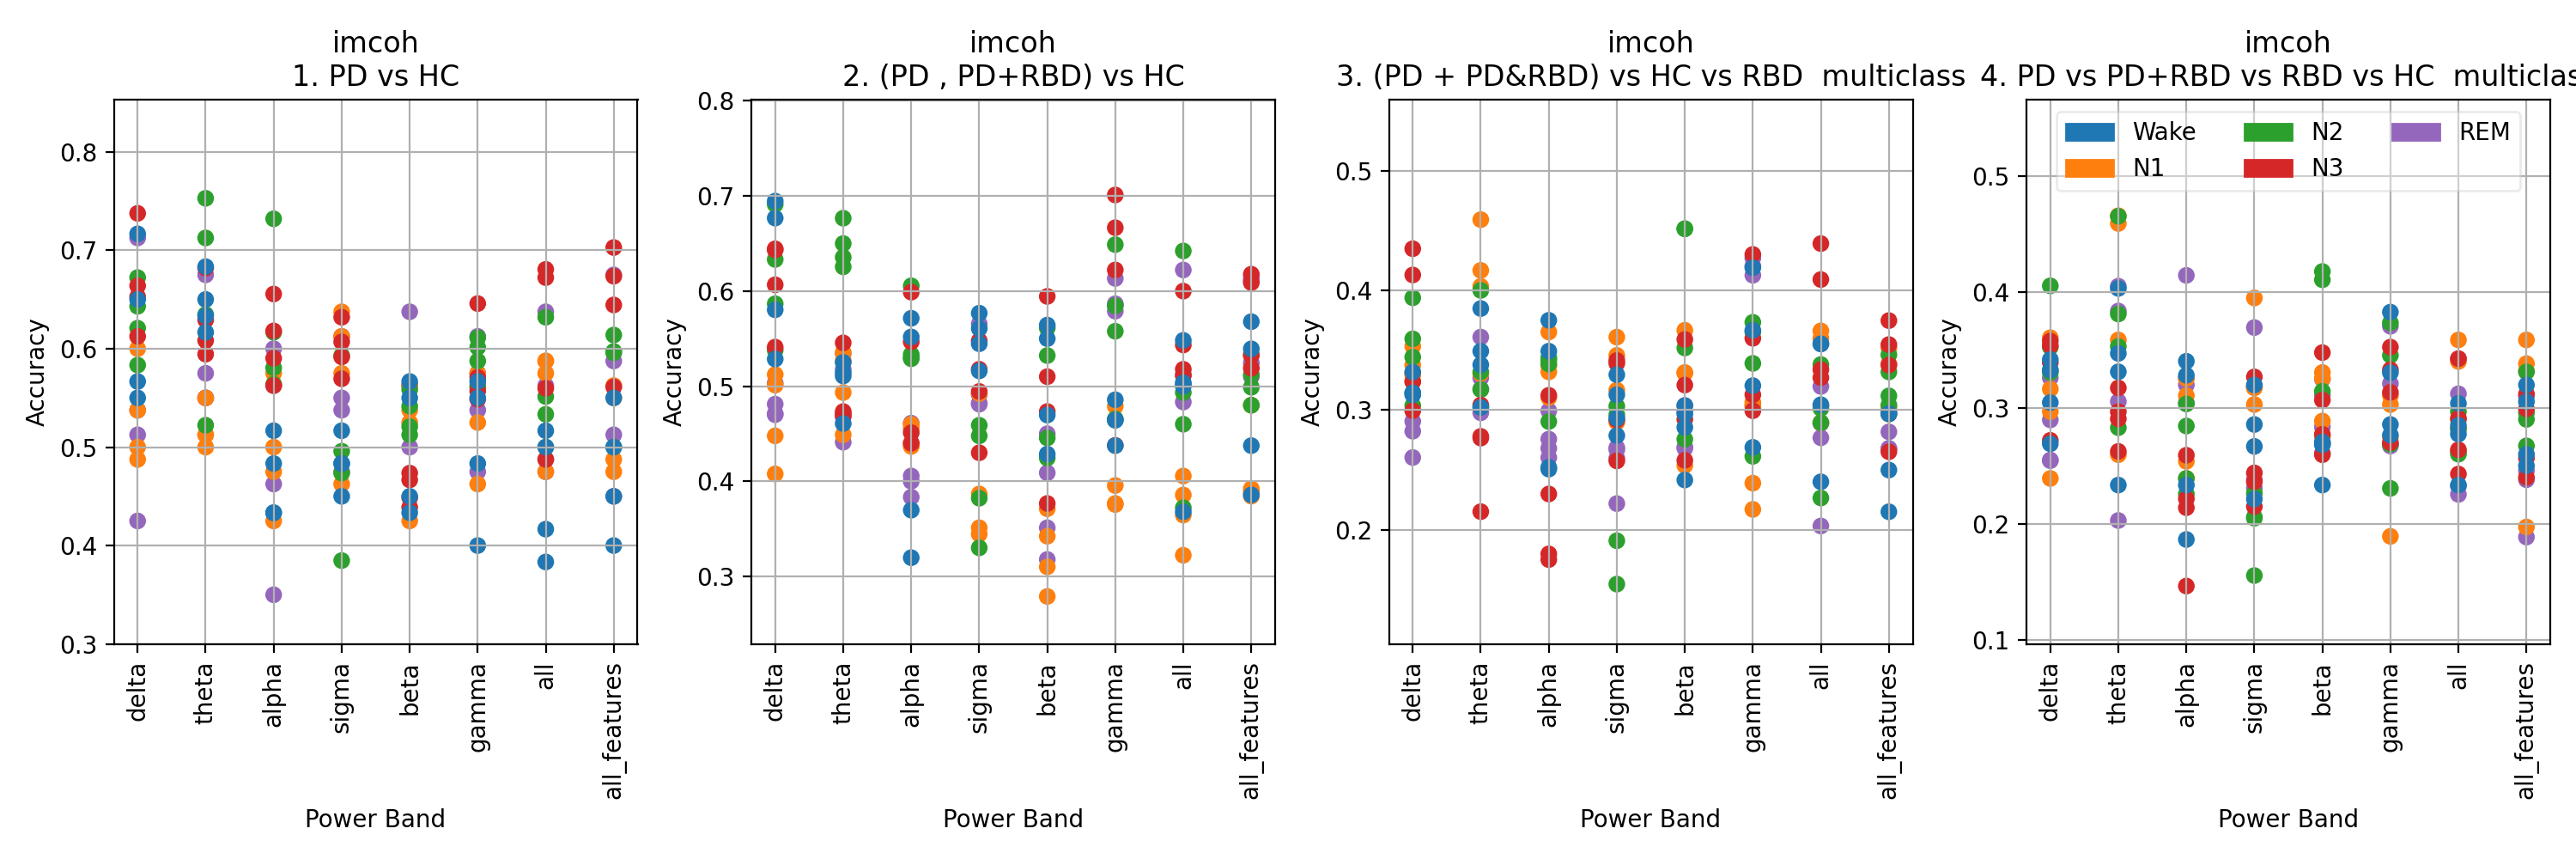 imcoh
1. PD vs HC
0.8
0.7
0.6
0.5
0.4
0.3
Accuracy
delta
theta
alpha
sigma
beta
gamma
all
all_features
Power Band
imcoh
2. (PD , PD+RBD) vs HC
0.8
0.7
0.6
0.5
0.4
0.3
Accuracy
delta
theta
alpha
sigma
beta
gamma
all
all_features
Power Band
imcoh
3. (PD + PD&RBD) vs HC vs RBD  multiclass
0.5
0.4
0.3
0.2
Accuracy
delta
theta
alpha
sigma
beta
gamma
all
all_features
Power Band
imcoh
4. PD vs PD+RBD vs RBD vs HC  multiclas
Wake
N1
N2
N3
REM
0.5
0.4
0.3
0.2
0.1
Accuracy
delta
theta
alpha
sigma
beta
gamma
all
all_features
Power Band